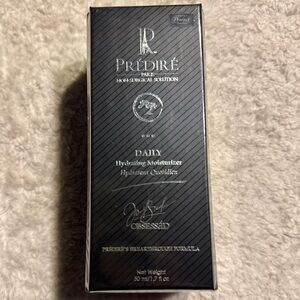 PRÉDIRÉ
PARIS
NON-SURGICAL SOLUTION
DAILY
Hydrating Moisturizer
Hydratant Quotidien
OBSESSED
PRÉDIRÉ'S BREAKTHROUGH FORMULA
Net Weight
50 ml/1.7 fl oz